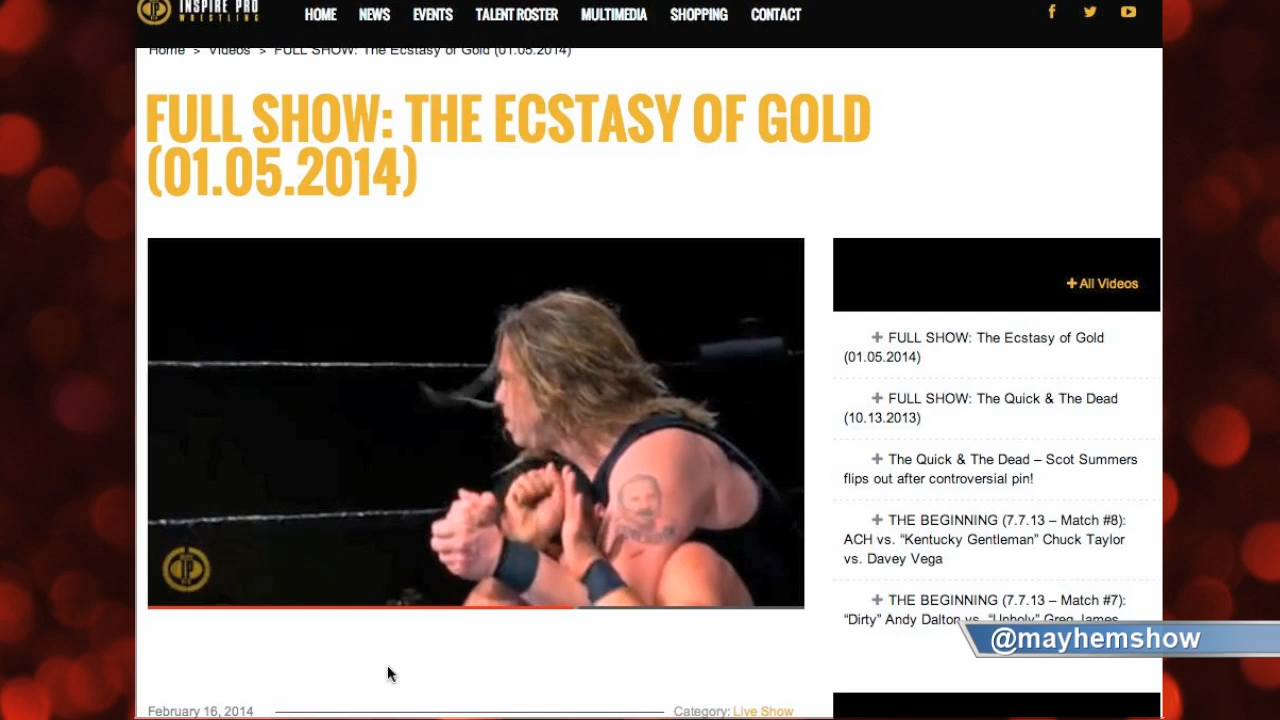 INSPIRE PRO
WRESTLING
HOME NEWS EVENTS TALENT ROSTER MULTIMEDIA SHOPPING CONTACT
Home > Videos > FULL SHOW: The Ecstasy of Gold (01.05.2014)
FULL SHOW: THE ECSTASY OF GOLD
(01.05.2014)
All Videos
FULL SHOW: The Ecstasy of Gold
(01.05.2014)
FULL SHOW: The Quick & The Dead
(10.13.2013)
The Quick & The Dead – Scot Summers
flips out after controversial pin!
THE BEGINNING (7.7.13 – Match #8):
ACH vs. “Kentucky Gentleman” Chuck Taylor
vs. Davey Vega
THE BEGINNING (7.7.13 – Match #7):
“Dirty” Andy Dalton vs. “Unholy” Greg James
@mayhemshow
IP
February 16, 2014
Category: Live Show